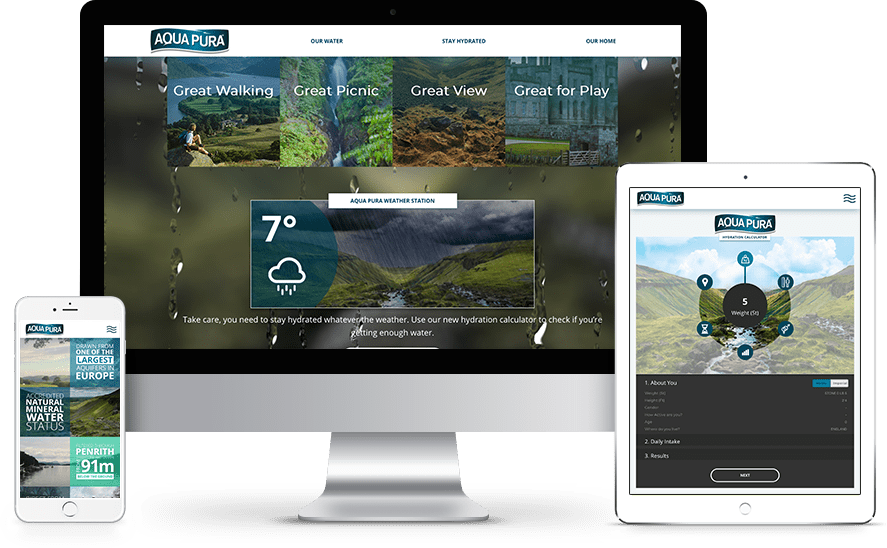 AQUA PURA
OUR WATER
STAY HYDRATED
OUR HOME
Great Walking
Great Picnic
Great View
Great for Play
AQUA PURA WEATHER STATION
7°
Take care, you need to stay hydrated whatever the weather. Use our new hydration calculator to check if you're
getting enough water.
AQUA PURA
DRAWN FROM
ONE OF THE
LARGEST
AQUIFERS IN
EUROPE
ACCREDITED
NATURAL
MINERAL
WATER
STATUS
PENRITH
91m
BELOW THE GROUND
AQUA PURA
AQUA PURA
HYDRATION CALCULATOR
5
Weight (St)
1. About You
Metric
Imperial
Weight (St)
Height (Ft)
Gender
How Active are you?
Age
Where do you live?
ENGLAND
2. Daily Intake
3. Results
NEXT